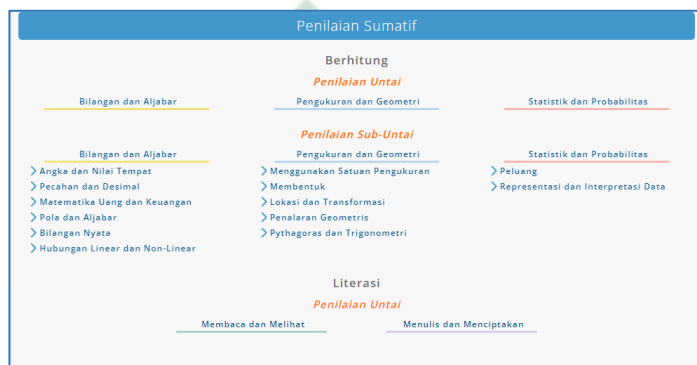 Penilaian Sumatif
Berhitung
Penilaian Untai
Bilangan dan Aljabar
Pengukuran dan Geometri
Statistik dan Probabilitas
Penilaian Sub-Untai
Bilangan dan Aljabar
Angka dan Nilai Tempat
Pecahan dan Desimal
Matematika Uang dan Keuangan
Pola dan Aljabar
Bilangan Nyata
Hubungan Linear dan Non-Linear
Pengukuran dan Geometri
Menggunakan Satuan Pengukuran
Membentuk
Lokasi dan Transformasi
Penalaran Geometris
Pythagoras dan Trigonometri
Statistik dan Probabilitas
Peluang
Representasi dan Interpretasi Data
Literasi
Penilaian Untai
Membaca dan Melihat
Menulis dan Menciptakan